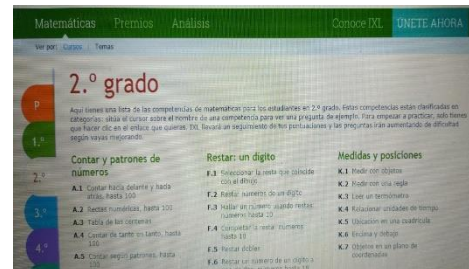 Matemáticas Premios Análisis Conoce IXL ÚNETE AHORA
Ver por: Cursos Temas
2.º grado
Aquí tienes una lista de las competencias de matemáticas para los estudiantes en 2.º grado. Estas competencias están clasificadas en
categorías: sitúa el cursor sobre el nombre de una competencia para ver una pregunta de ejemplo. Para empezar a practicar, solo tienes
que hacer clic en el enlace que quieras. IXL llevará un seguimiento de tus puntuaciones y las preguntas irán aumentando de dificultad
según vayas mejorando.
P
1.º
2.º
3.º
4.º
Contar y patrones de
números
A.1 Contar hacia delante y hacia
atrás, hasta 100
A.2 Rectas numéricas, hasta 100
A.3 Tabla de las centenas
A.4 Contar de tanto en tanto, hasta
100
A.5 Contar según patrones, hasta
100
Restar: un dígito
F.1 Seleccionar la resta que coincide
con el dibujo
F.2 Restar números de un dígito
F.3 Hallar un número usando restas:
números hasta 10
F.4 Completar la resta: números
hasta 10
F.5 Restar dobles
F.6 Restar un número de un dígito a
Medidas y posiciones
K.1 Medir con objetos
K.2 Medir con una regla
K.3 Leer un termómetro
K.4 Relacionar unidades de tiempo
K.5 Ubicación en una cuadrícula
K.6 Encima y debajo
K.7 Objetos en un plano de
coordenadas